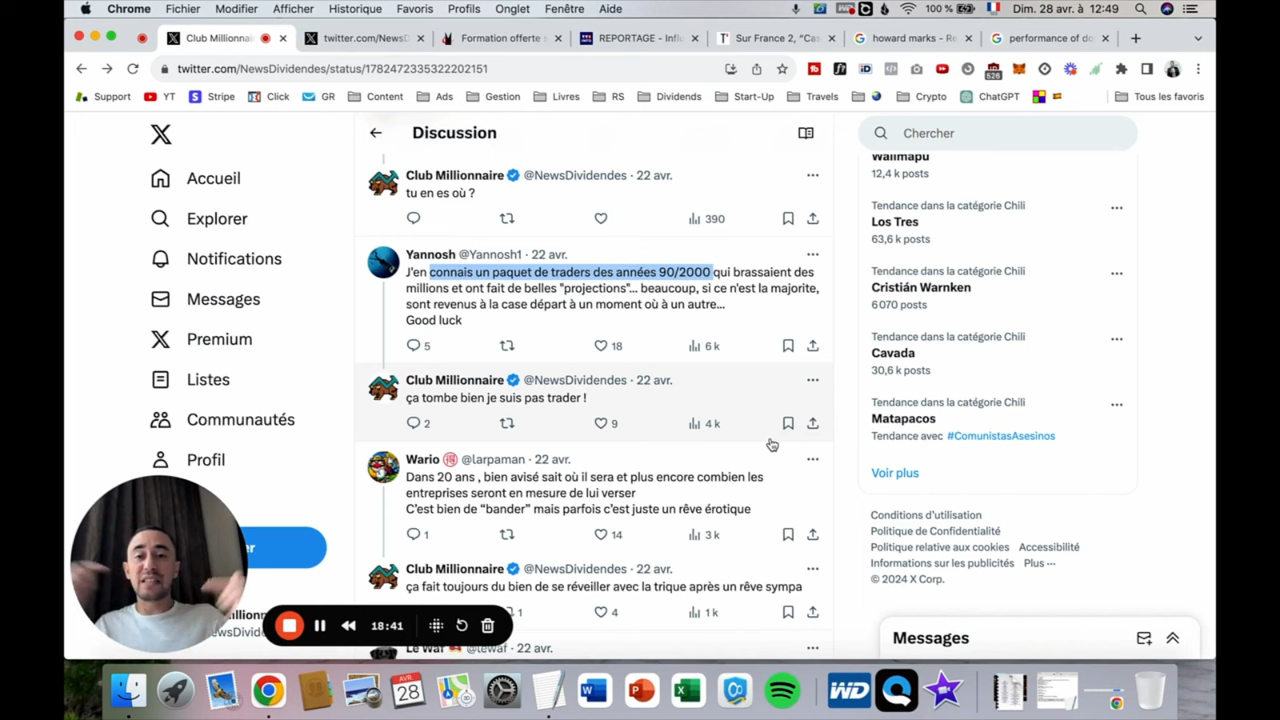 Chrome Fichier Modifier Afficher Historique Favoris Profils Onglet Fenêtre Aide 100 % Dim. 28 avr. à 12:49
Club Millionnai twitter.com/NewsD Formation offerte REPORTAGE - Influ Sur France 2, “Ca howard marks - Re performance of do
twitter.com/NewsDividendes/status/1782472335322202151 526
Support YT Stripe Click GR Content Ads Gestion Livres RS Dividends Start-Up Travels Crypto ChatGPT Tous les favoris
Accueil
Explorer
Notifications
Messages
Premium
Listes
Communautés
Profil
Discussion
Club Millionnaire @NewsDividendes · 22 avr.
tu en es où ?
390
Yannosh @Yannosh1 · 22 avr.
J'en connais un paquet de traders des années 90/2000 qui brassaient des
millions et ont fait de belles "projections"... beaucoup, si ce n'est la majorite,
sont revenus à la case départ à un moment où à un autre...
Good luck
5 18 6 k
Club Millionnaire @NewsDividendes · 22 avr.
ça tombe bien je suis pas trader !
2 9 4 k
Wario @larpaman · 22 avr.
Dans 20 ans , bien avisé sait où il sera et plus encore combien les
entreprises seront en mesure de lui verser
C’est bien de “bander” mais parfois c’est juste un rêve érotique
1 14 3 k
Club Millionnaire @NewsDividendes · 22 avr.
ça fait toujours du bien de se réveiller avec la trique après un rêve sympa
1 4 1 k
Le Waf @lewaf · 22 avr.
18:41
Chercher
Wallmapu
12,4 k posts
Tendance dans la catégorie Chili
Los Tres
63,6 k posts
Tendance dans la catégorie Chili
Cristián Warnken
6 070 posts
Tendance dans la catégorie Chili
Cavada
30,6 k posts
Tendance dans la catégorie Chili
Matapacos
Tendance avec #ComunistasAsesinos
Voir plus
Conditions d’utilisation
Politique de Confidentialité
Politique relative aux cookies Accessibilité
Informations sur les publicités Plus ···
© 2024 X Corp.
Messages
AVR
28
W P X WD